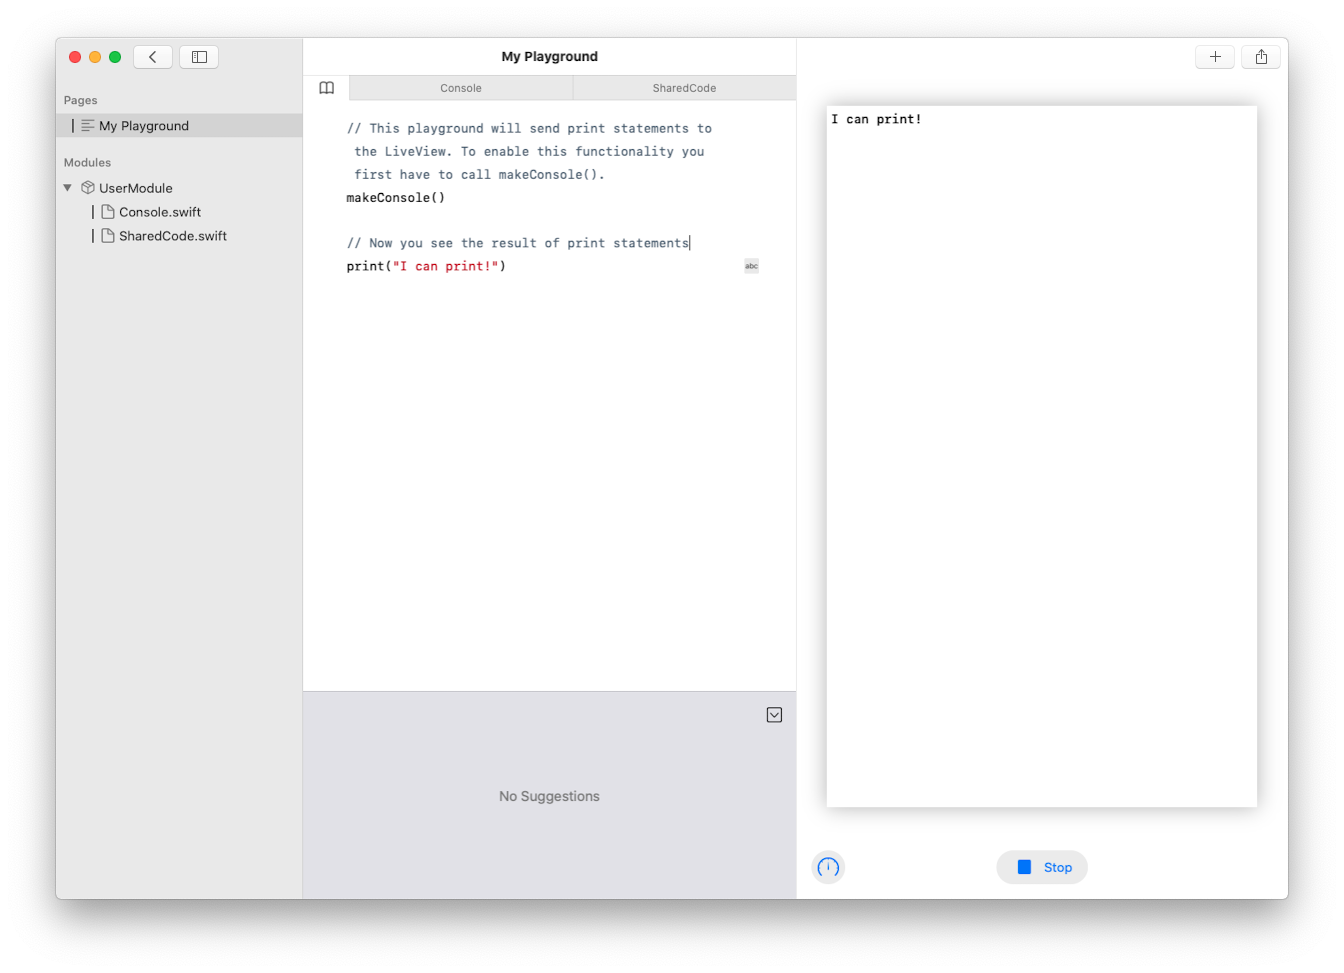 My Playground
Pages
My Playground
Modules
UserModule
Console.swift
SharedCode.swift
Console
SharedCode
// This playground will send print statements to
the LiveView. To enable this functionality you
first have to call makeConsole().
makeConsole()
// Now you see the result of print statements
print("I can print!")
abc
No Suggestions
I can print!
Stop